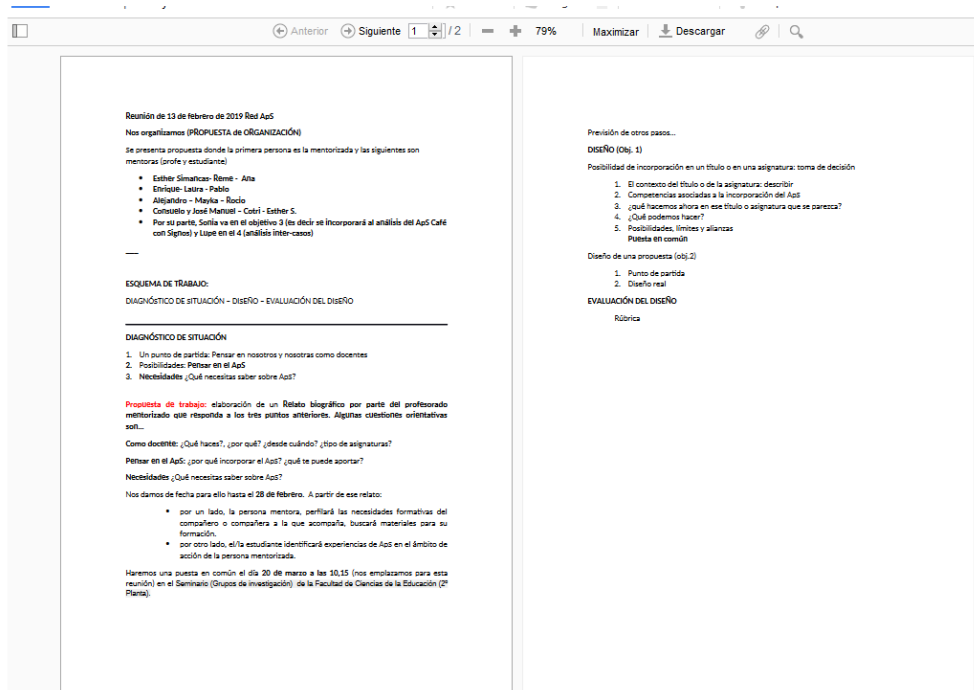 Anterior Siguiente 1 / 2 79% Maximizar Descargar
Reunión de 13 de febrero de 2019 Red ApS
Nos organizamos (PROPUESTA de ORGANIZACIÓN)
Se presenta propuesta donde la primera persona es la mentorizada y las siguientes son
mentoras (profe y estudiante)
• Esther Simancas- Reme - Ana
• Enrique- Laura - Pablo
• Alejandro – Mayka – Rocio
• Consuelo y José Manuel – Cotri - Esther S.
• Por su parte, Sonia va en el objetivo 3 (es decir se incorporará al análisis del ApS Café
con Signos) y Lupe en el 4 (análisis inter-casos)
ESQUEMA DE TRABAJO:
DIAGNÓSTICO DE SITUACIÓN – DISEÑO – EVALUACIÓN DEL DISEÑO
DIAGNÓSTICO DE SITUACIÓN
1. Un punto de partida: Pensar en nosotros y nosotras como docentes
2. Posibilidades: Pensar en el ApS
3. Necesidades ¿Qué necesitas saber sobre ApS?
Propuesta de trabajo: elaboración de un Relato biográfico por parte del profesorado
mentorizado que responda a los tres puntos anteriores. Algunas cuestiones orientativas
son...
Como docente: ¿Qué haces?, ¿por qué? ¿desde cuándo? ¿tipo de asignaturas?
Pensar en el ApS: ¿por qué incorporar el ApS? ¿qué te puede aportar?
Necesidades ¿Qué necesitas saber sobre ApS?
Nos damos de fecha para ello hasta el 28 de febrero. A partir de ese relato:
• por un lado, la persona mentora, perfilará las necesidades formativas del
compañero o compañera a la que acompaña, buscará materiales para su
formación.
• por otro lado, el/la estudiante identificará experiencias de ApS en el ámbito de
acción de la persona mentorizada.
Haremos una puesta en común el día 20 de marzo a las 10,15 (nos emplazamos para esta
reunión) en el Seminario (Grupos de investigación) de la Facultad de Ciencias de la Educación (2ª
Planta).
Previsión de otros pasos...
DISEÑO (Obj. 1)
Posibilidad de incorporación en un título o en una asignatura: toma de decisión
1. El contexto del título o de la asignatura: describir
2. Competencias asociadas a la incorporación del ApS
3. ¿qué hacemos ahora en ese título o asignatura que se parezca?
4. ¿Qué podemos hacer?
5. Posibilidades, límites y alianzas
Puesta en común
Diseño de una propuesta (obj.2)
1. Punto de partida
2. Diseño real
EVALUACIÓN DEL DISEÑO
Rúbrica